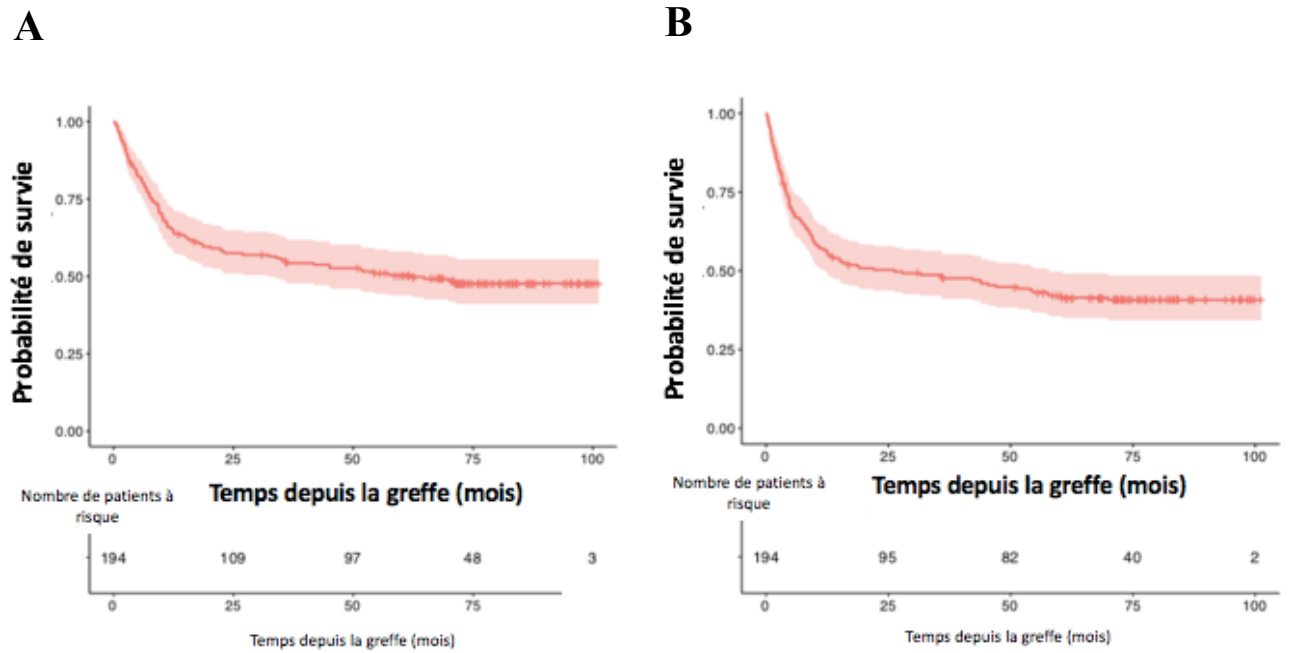 A
B
Probabilité de survie
1.00
0.75
0.50
0.25
0.00
0 25 50 75 100
Temps depuis la greffe (mois)
Nombre de patients à
risque
194 109 97 48 3
0 25 50 75 100
Temps depuis la greffe (mois)
Probabilité de survie
1.00
0.75
0.50
0.25
0.00
0 25 50 75 100
Temps depuis la greffe (mois)
Nombre de patients à
risque
194 95 82 40 2
0 25 50 75 100
Temps depuis la greffe (mois)